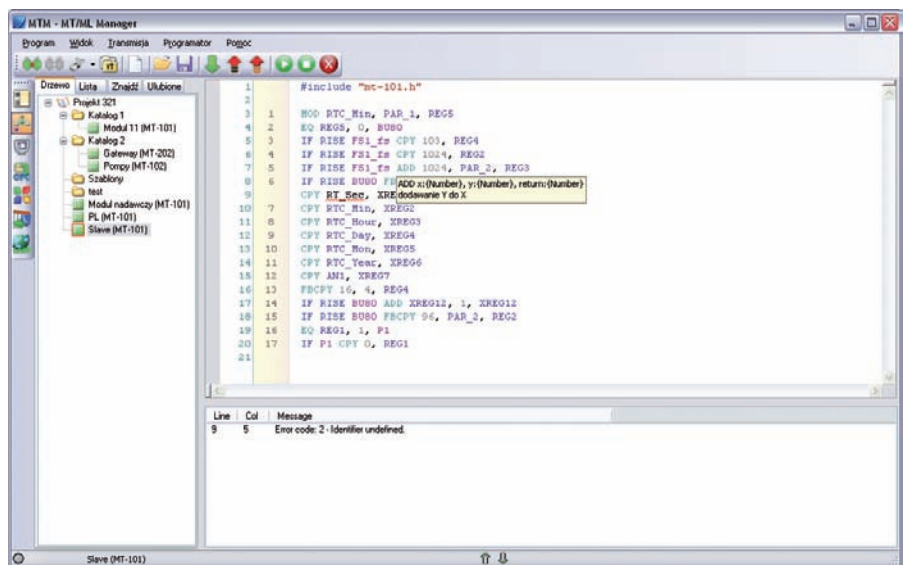 MTM - MT/ML Manager
Program Widok Transmisja Programator Pomoc
Drzewo Lista Znajdź Ulubione
Projekt 321
Katalog 1
Moduł 11 (MT-101)
Katalog 2
Gateway (MT-202)
Pompy (MT-102)
Szablony
test
Moduł nadawczy (MT-101)
PL (MT-101)
Slave (MT-101)
1 #include "mt-101.h"
2
3 1 MOD RTC_Min, PAR_1, REG5
4 2 EQ REG5, 0, BU80
5 3 IF RISE FS1_fs CPY 103, REG4
6 4 IF RISE FS1_fs CPY 1024, REG2
7 5 IF RISE FS1_fs ADD 1024, PAR_2, REG3
8 6 IF RISE BU80
ADD x:{Number}, y:{Number}, return:{Number}
dodawanie Y do X
9 CPY RT_Sec, XRE
10 7 CPY RTC_Min, XREG2
11 8 CPY RTC_Hour, XREG3
12 9 CPY RTC_Day, XREG4
13 10 CPY RTC_Mon, XREG5
14 11 CPY RTC_Year, XREG6
15 12 CPY AN1, XREG7
16 13 FBCPY 16, 4, REG4
17 14 IF RISE BU80 ADD XREG12, 1, XREG12
18 15 IF RISE BU80 FBCPY 96, PAR_2, REG2
19 16 EQ REG1, 1, P1
20 17 IF P1 CPY 0, REG1
21
Line Col Message
9 5 Error code: 2 - Identifier undefined.
Slave (MT-101)